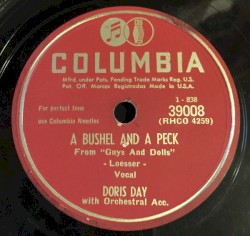 COLUMBIA
Mfrd. under Pats. Pending Trade Marks Reg. U.S.
Pat. Off. Marcas Registradas Made in U.S.A.
For perfect tone
use Columbia Needles
1 - 838
39008
(RHCO 4259)
A BUSHEL AND A PECK
From "Guys And Dolls"
- Loesser -
Vocal
DORIS DAY
with Orchestral Acc.